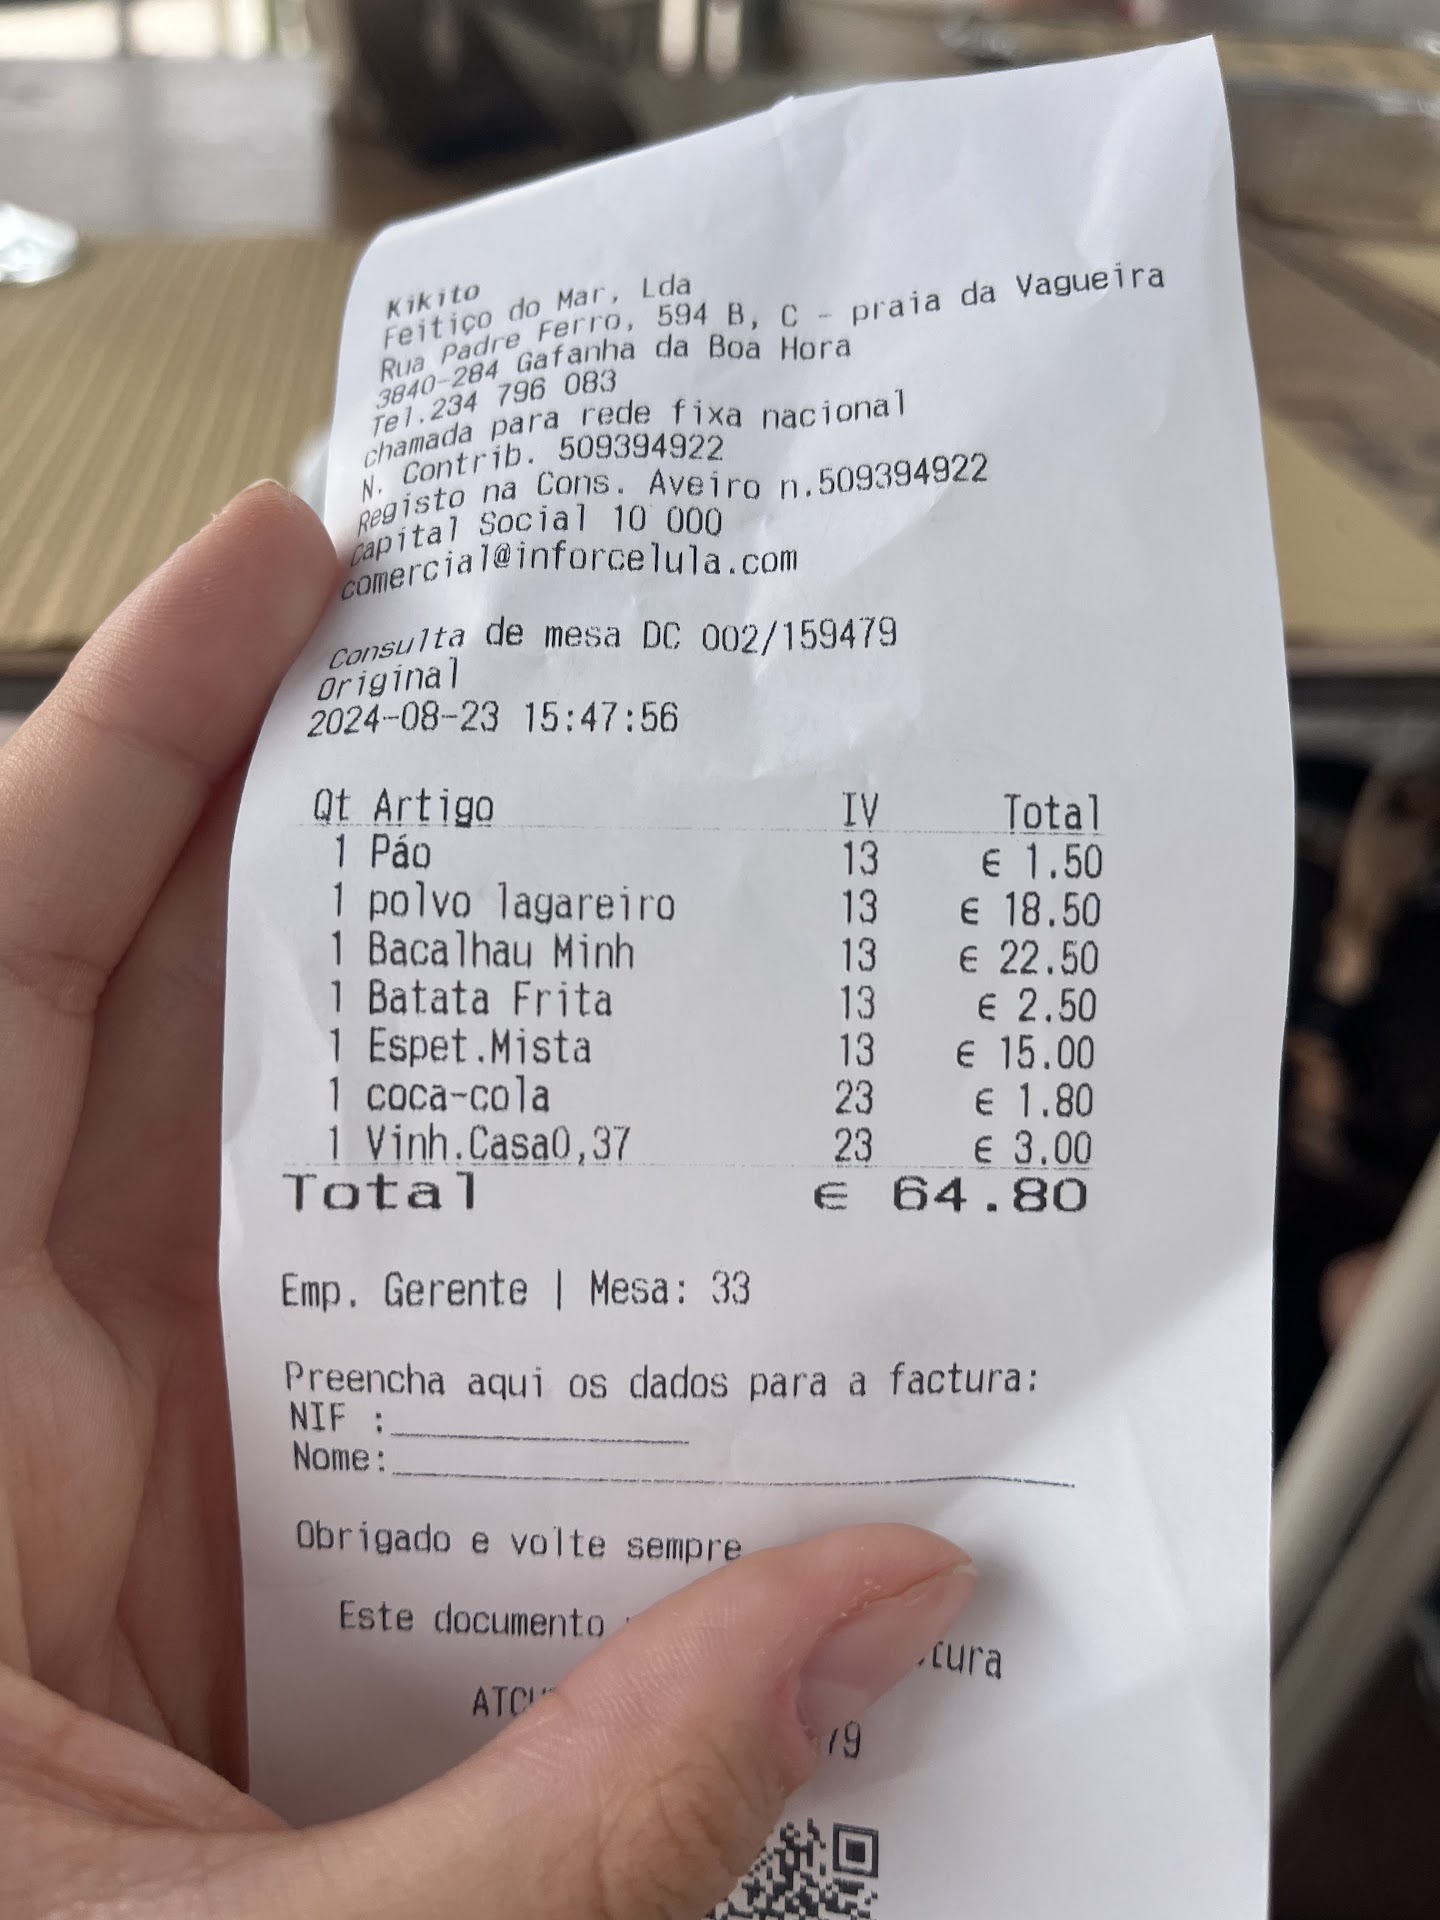 Kikito
Feitiço do Mar, Lda
Rua Padre Ferro, 594 B, C - praia da Vagueira
3840-284 Gafanha da Boa Hora
Tel.234 796 083
chamada para rede fixa nacional
N. Contrib. 509394922
Registo na Cons. Aveiro n.509394922
Capital Social 10 000
comercial@inforcelula.com
Consulta de mesa DC 002/159479
Original
2024-08-23 15:47:56
Qt Artigo IV Total
1 Páo 13 € 1.50
1 polvo lagareiro 13 € 18.50
1 Bacalhau Minh 13 € 22.50
1 Batata Frita 13 € 2.50
1 Espet.Mista 13 € 15.00
1 coca-cola 23 € 1.80
1 Vinh.Casa0,37 23 € 3.00
Total € 64.80
Emp. Gerente | Mesa: 33
Preencha aqui os dados para a factura:
NIF :
Nome:
Obrigado e volte sempre
Este documento